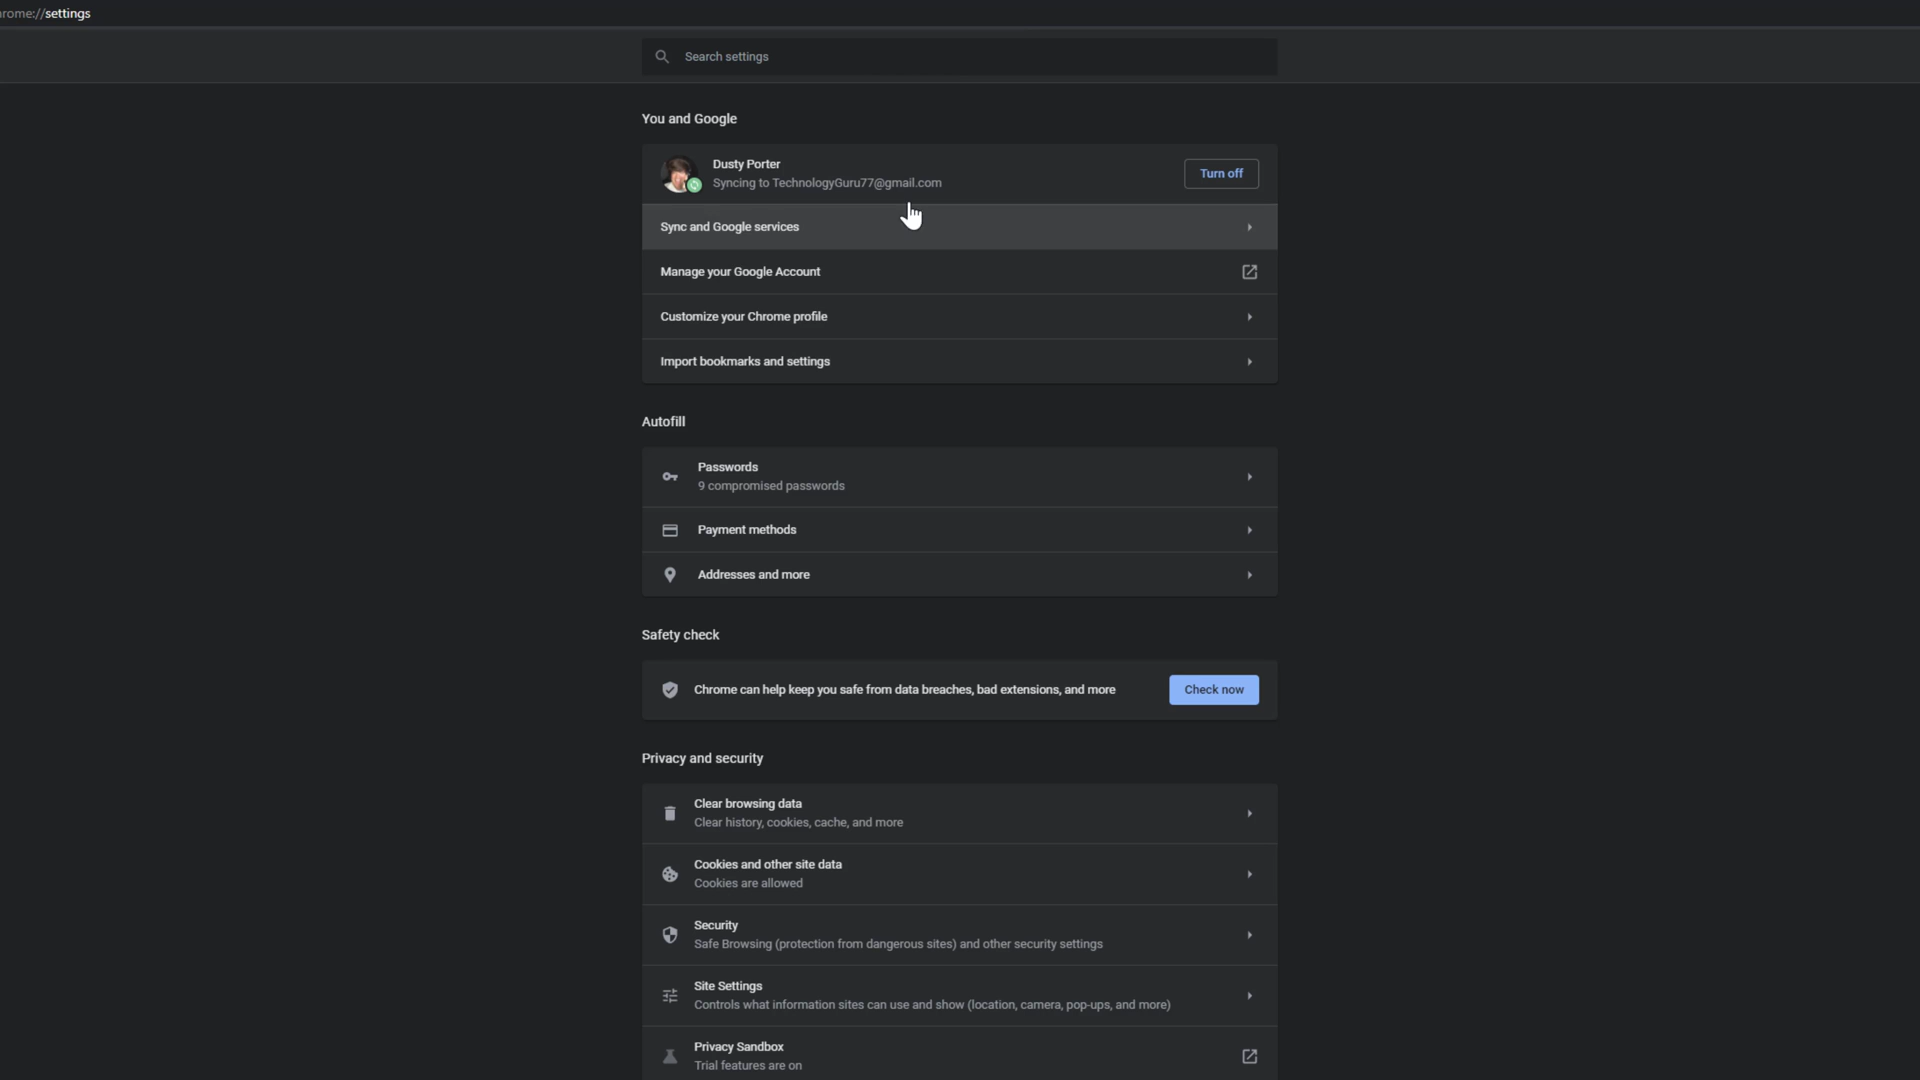 rome://settings
Search settings
You and Google
Dusty Porter
Syncing to TechnologyGuru77@gmail.com
Turn off
Sync and Google services
Manage your Google Account
Customize your Chrome profile
Import bookmarks and settings
Autofill
Passwords
9 compromised passwords
Payment methods
Addresses and more
Safety check
Chrome can help keep you safe from data breaches, bad extensions, and more
Check now
Privacy and security
Clear browsing data
Clear history, cookies, cache, and more
Cookies and other site data
Cookies are allowed
Security
Safe Browsing (protection from dangerous sites) and other security settings
Site Settings
Controls what information sites can use and show (location, camera, pop-ups, and more)
Privacy Sandbox
Trial features are on